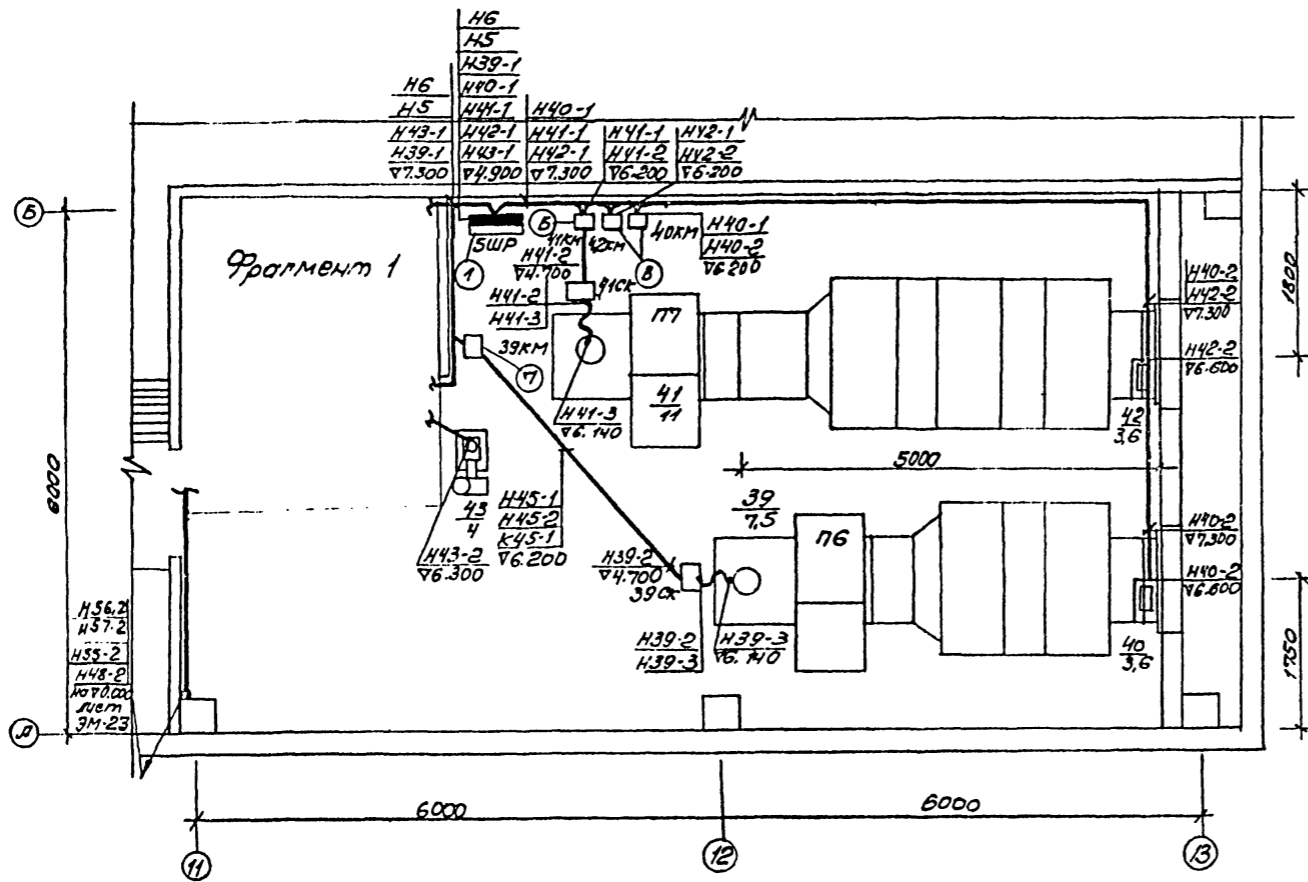 Н6
Н5
Н39-1
Н40-1
Н41-1
Н42-1
Н43-1
▽4.900
Н6
Н5
Н43-1
Н39-1
▽7.300
Н40-1
Н41-1
Н42-1
▽7.300
Н41-1
Н41-2
▽6.200
Н42-1
Н42-2
▽6.200
Б
Фрагмент 1
5ШР
1
Б
41КМ
42КМ
40КМ
В
Н40-1
Н40-2
▽6.200
Н41-2
▽4.700
41СК
Н41-2
Н41-3
39КМ
П
П7
41
11
Н41-3
▽6.140
Н40-2
Н42-2
▽7.300
Н42-2
▽6.600
42
3,6
1800
6000
5000
43
4
Н43-2
▽6.300
Н45-1
Н45-2
К45-1
▽6.200
39
7,5
П6
Н39-2
▽4.700
39СК
Н39-2
Н39-3
Н39-3
▽6.140
Н40-2
▽7.300
Н40-2
▽6.600
40
3,6
1750
Н56.2
Н57-2
Н55-2
Н48-2
на ▽0.000
лист
ЭМ-23
А
6000
6000
11
12
13